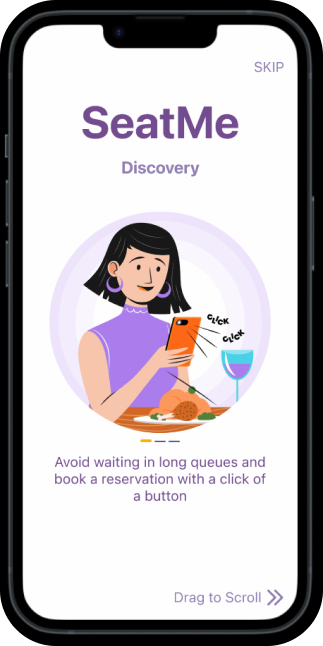 SKIP
SeatMe
Discovery
CLICK
CLICK
Avoid waiting in long queues and
book a reservation with a click of
a button
Drag to Scroll